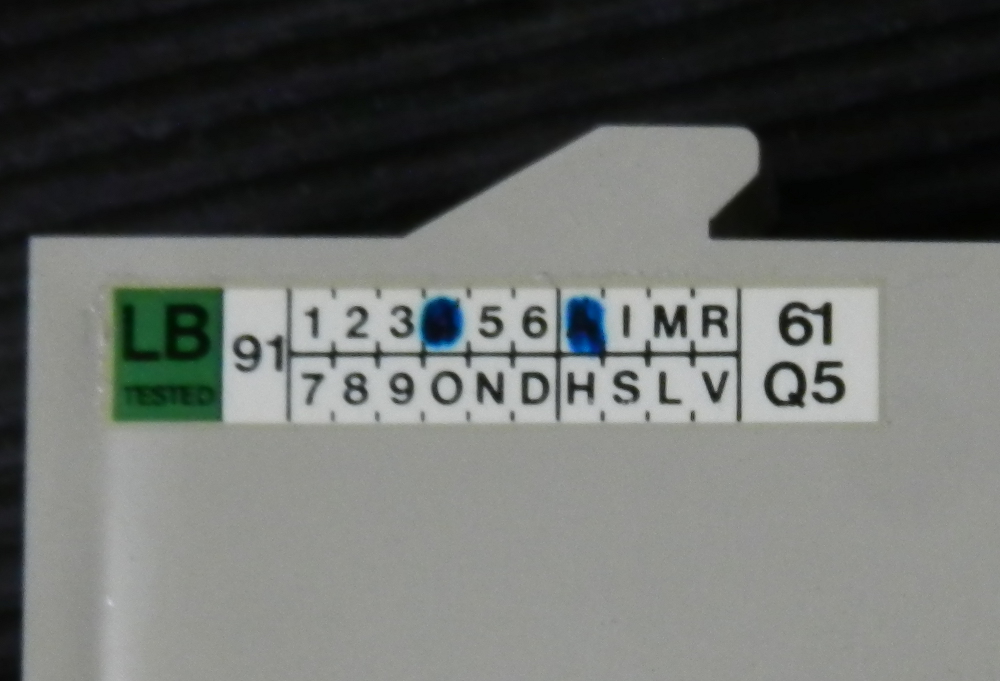 LB
TESTED
91
1 2 3 5 6 I M R
7 8 9 O N D H S L V
61
Q5